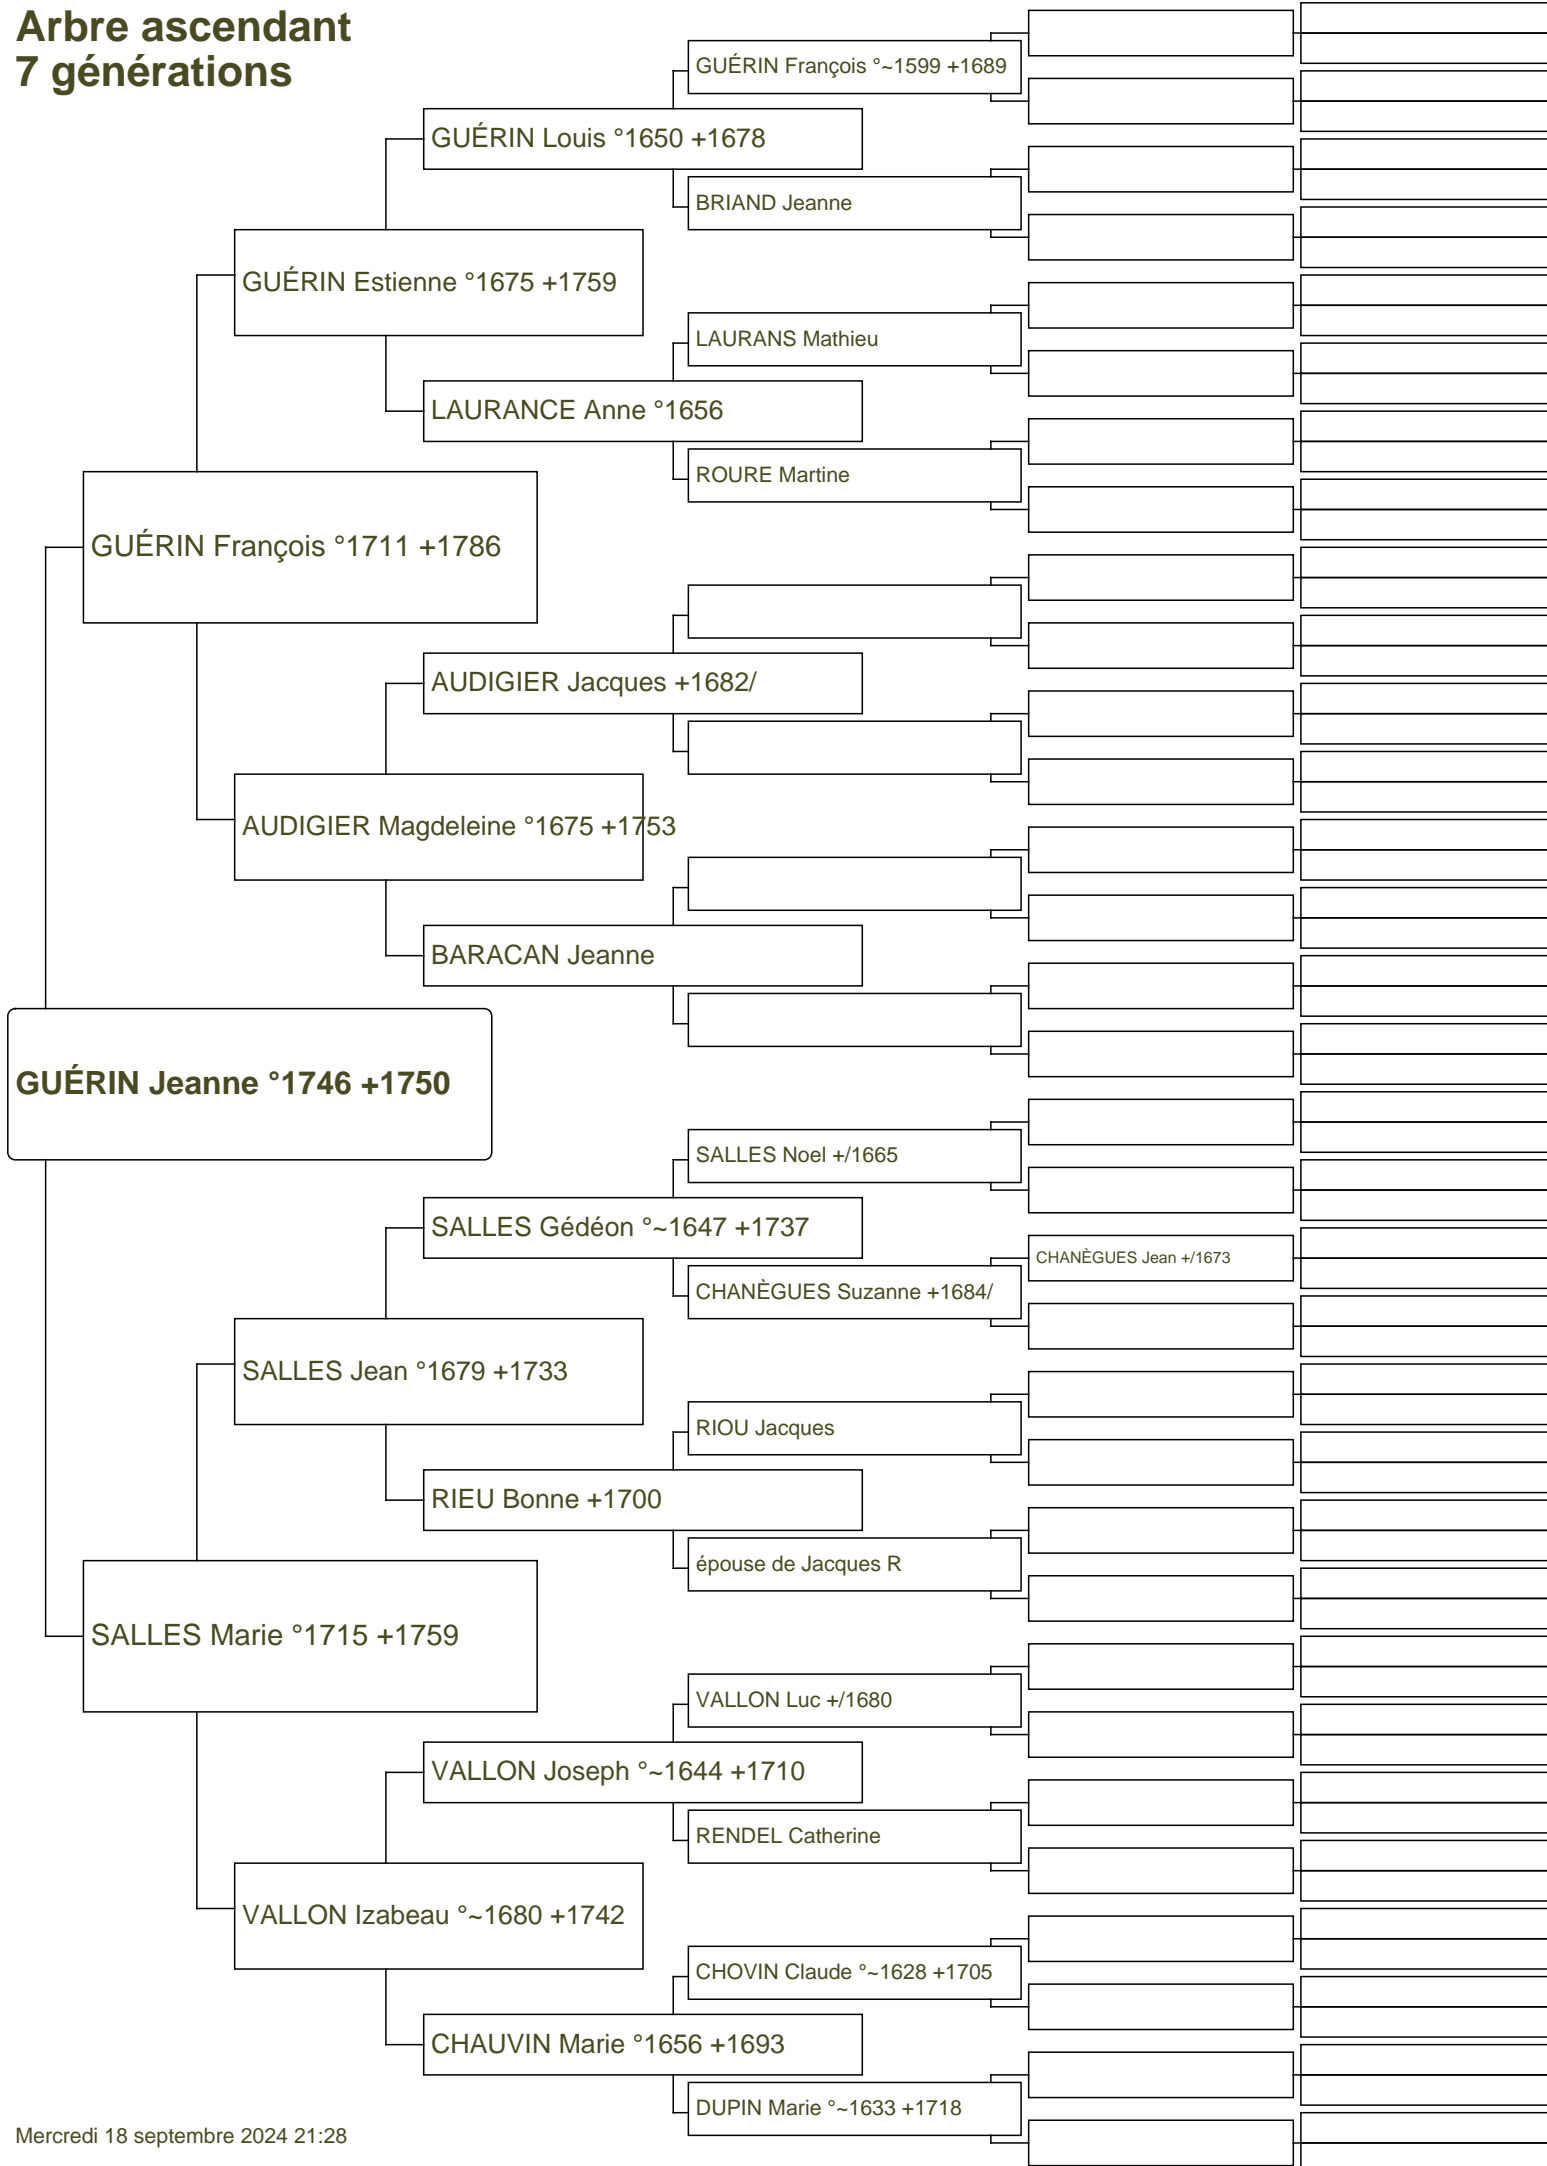 Arbre ascendant
7 générations
GUÉRIN François °~1599 +1689
GUÉRIN Louis °1650 +1678
BRIAND Jeanne
GUÉRIN Estienne °1675 +1759
LAURANS Mathieu
LAURANCE Anne °1656
ROURE Martine
GUÉRIN François °1711 +1786
AUDIGIER Jacques +1682/
AUDIGIER Magdeleine °1675 +1753
BARACAN Jeanne
GUÉRIN Jeanne °1746 +1750
SALLES Noel +/1665
SALLES Gédéon °~1647 +1737
CHANÈGUES Jean +/1673
CHANÈGUES Suzanne +1684/
SALLES Jean °1679 +1733
RIOU Jacques
RIEU Bonne +1700
épouse de Jacques R
SALLES Marie °1715 +1759
VALLON Luc +/1680
VALLON Joseph °~1644 +1710
RENDEL Catherine
VALLON Izabeau °~1680 +1742
CHOVIN Claude °~1628 +1705
CHAUVIN Marie °1656 +1693
DUPIN Marie °~1633 +1718
Mercredi 18 septembre 2024 21:28